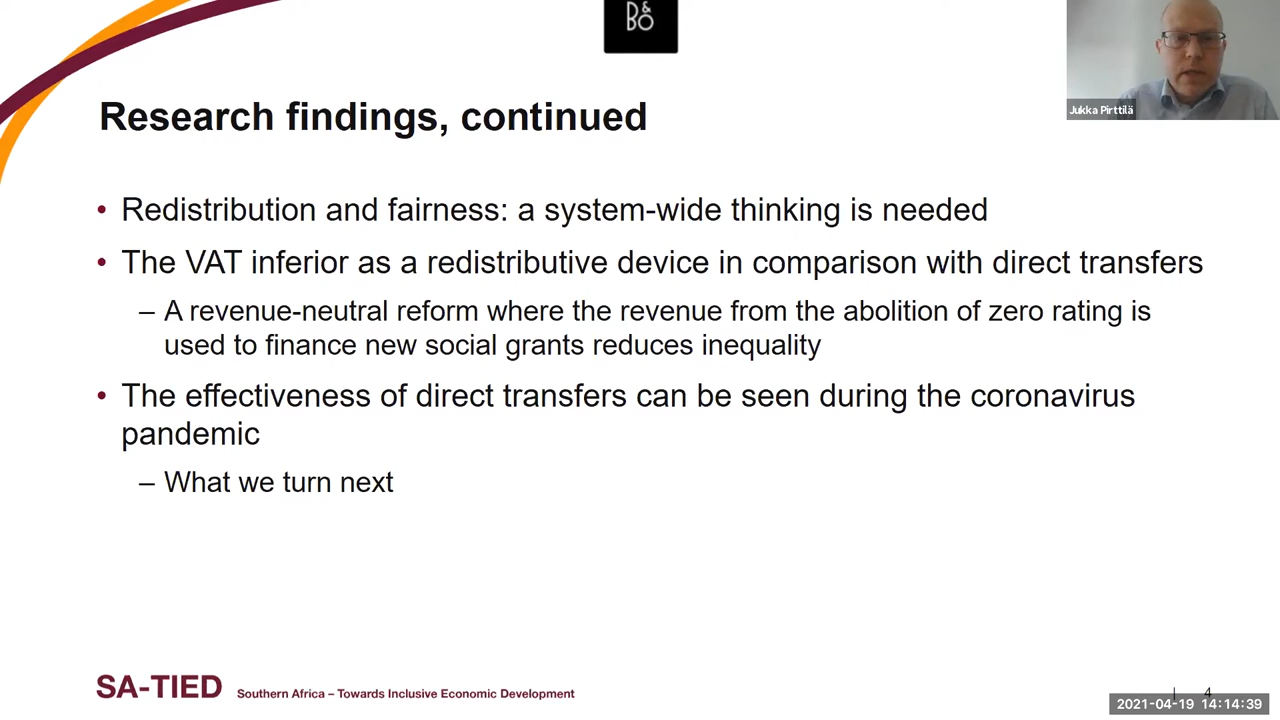 D&
BO
Jukka Pirttilä
Research findings, continued
• Redistribution and fairness: a system-wide thinking is needed
• The VAT inferior as a redistributive device in comparison with direct transfers
– A revenue-neutral reform where the revenue from the abolition of zero rating is
used to finance new social grants reduces inequality
• The effectiveness of direct transfers can be seen during the coronavirus
pandemic
– What we turn next
SA-TIED Southern Africa – Towards Inclusive Economic Development
| 4
2021-04-19 14:14:39